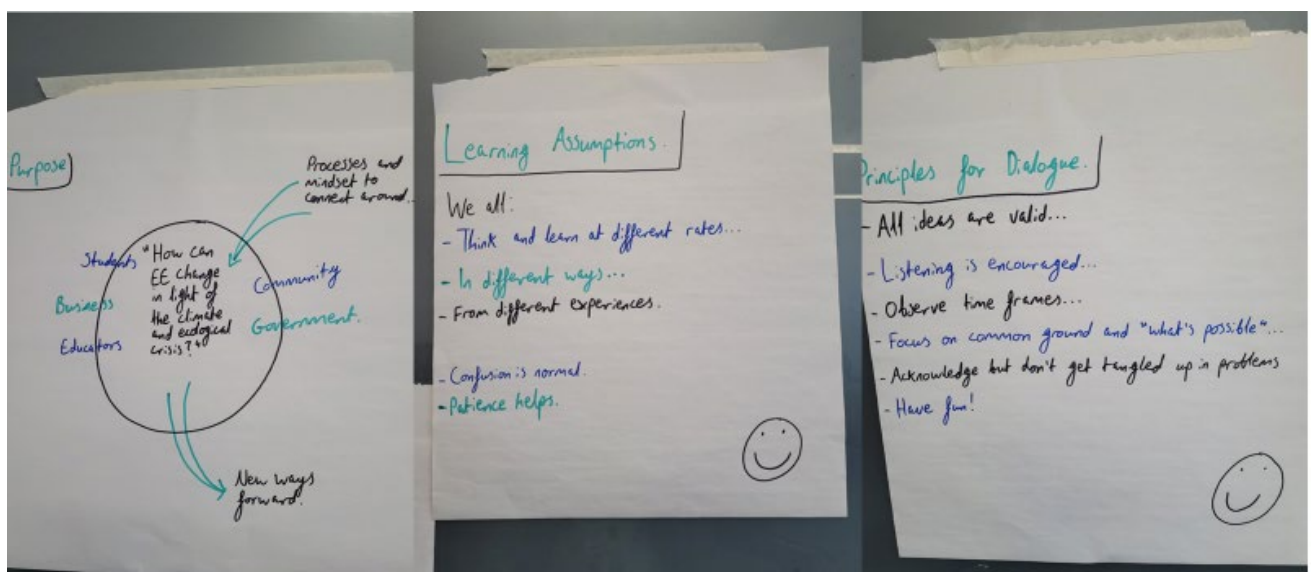 Purpose
Processes and
mindset to
connect around...
Students
Business
Educators
"How can
EE change
in light of
the climate
and ecological
crisis?"
Community
Government.
New ways
forward.
Learning Assumptions.
We all:
- Think and learn at different rates...
- In different ways...
- From different experiences.
- Confusion is normal.
- Patience helps.
Principles for Dialogue.
- All ideas are valid...
- Listening is encouraged...
- Observe time frames...
- Focus on common ground and "what's possible"...
- Acknowledge but don't get tangled up in problems
- Have fun!